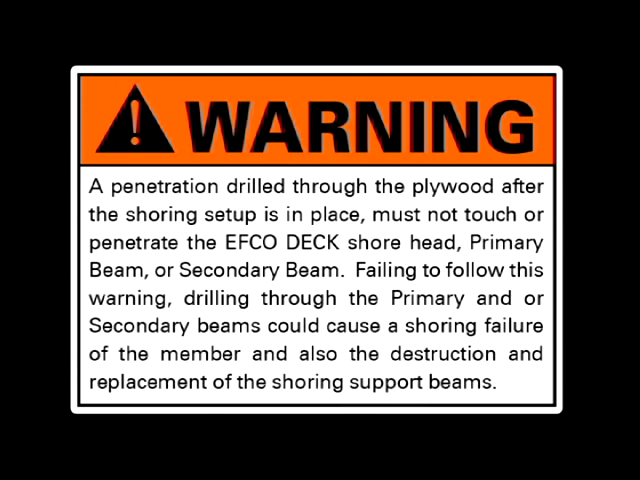 WARNING
A penetration drilled through the plywood after
the shoring setup is in place, must not touch or
penetrate the EFCO DECK shore head, Primary
Beam, or Secondary Beam. Failing to follow this
warning, drilling through the Primary and or
Secondary beams could cause a shoring failure
of the member and also the destruction and
replacement of the shoring support beams.